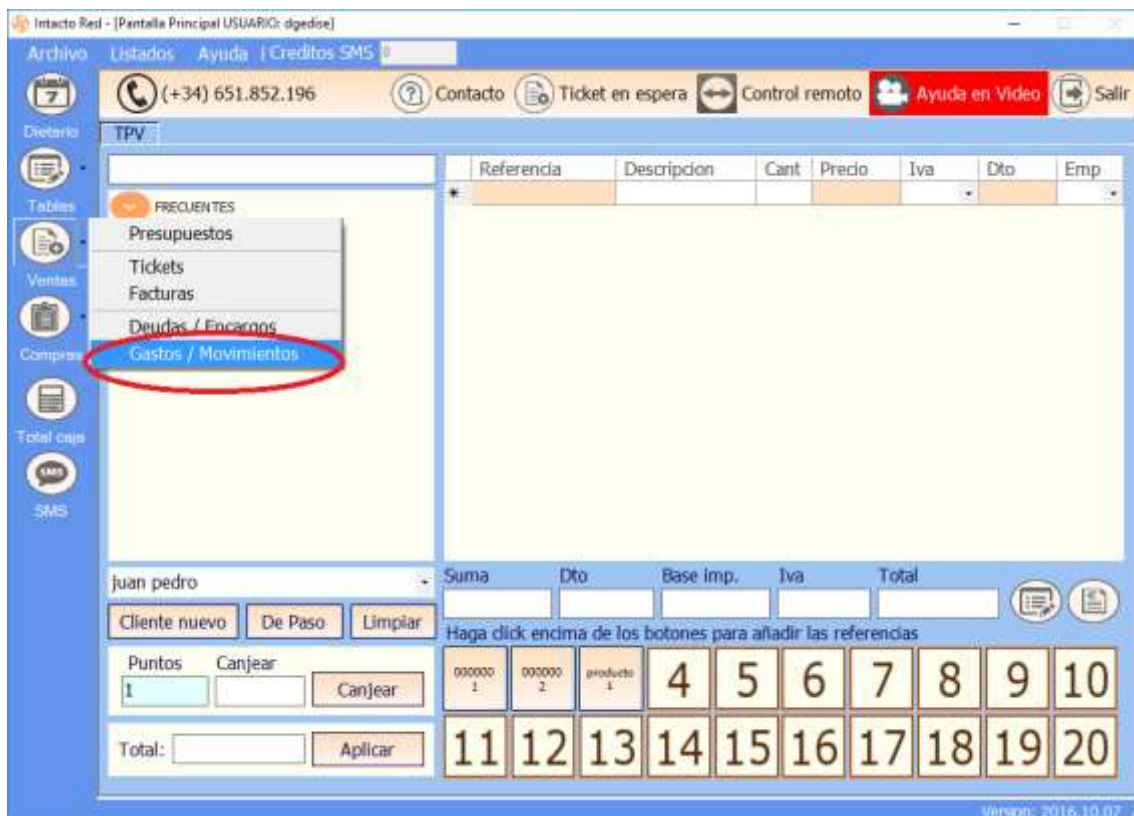 Intacto Red - [Pantalla Principal USUARIO: dgedise]
Archivo Listados Ayuda | Creditos SMS 0
7 (+34) 651.852.196 Contacto Ticket en espera Control remoto Ayuda en Video Salir
Dietario
TPV
Referencia Descripcion Cant Precio Iva Dto Emp
*
Tablas
FRECUENTES
Presupuestos
Tickets
Facturas
Deudas / Encargos
Gastos / Movimientos
Ventas
Compras
Total caja
SMS
SMS
juan pedro
Suma Dto Base imp. Iva Total
Cliente nuevo De Paso Limpiar
Haga click encima de los botones para añadir las referencias
Puntos Canjear
1 Canjear
000000 1 000000 2 producto 1 4 5 6 7 8 9 10
Total: Aplicar
11 12 13 14 15 16 17 18 19 20
Version: 2016.10.07